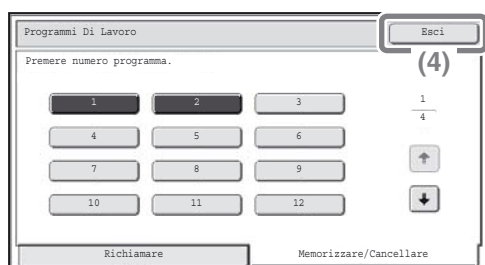 Programmi Di Lavoro
Esci
(4)
Premere numero programma.
1 2 3
1
4
4 5 6
7 8 9
10 11 12
Richiamare Memorizzare/Cancellare